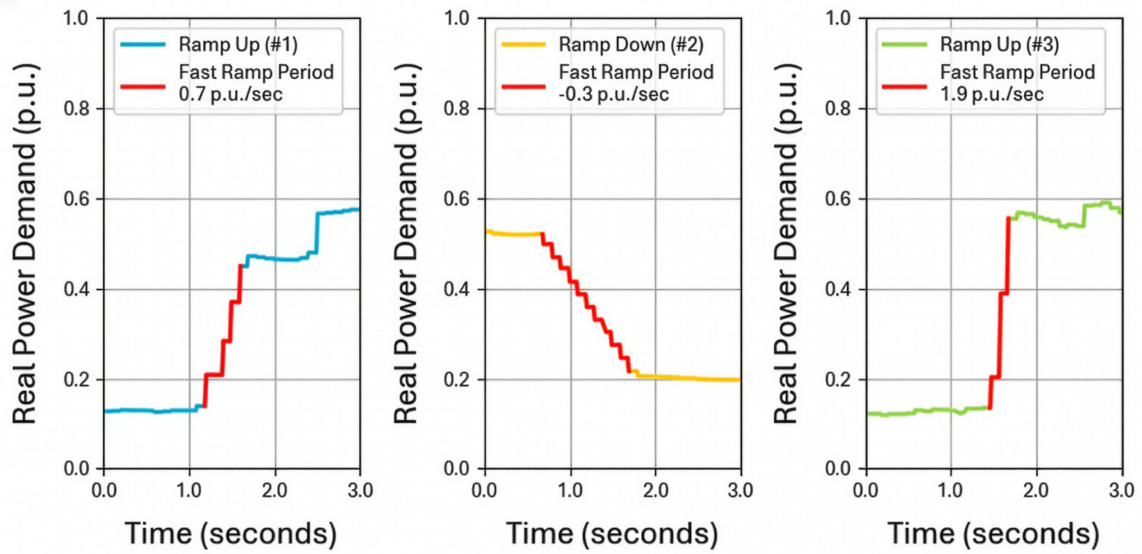 Real Power Demand (p.u.)
1.0
0.8
0.6
0.4
0.2
0.0
Ramp Up (#1)
Fast Ramp Period
0.7 p.u./sec
0.0 1.0 2.0 3.0
Time (seconds)
Real Power Demand (p.u.)
1.0
0.8
0.6
0.4
0.2
0.0
Ramp Down (#2)
Fast Ramp Period
-0.3 p.u./sec
0.0 1.0 2.0 3.0
Time (seconds)
Real Power Demand (p.u.)
1.0
0.8
0.6
0.4
0.2
0.0
Ramp Up (#3)
Fast Ramp Period
1.9 p.u./sec
0.0 1.0 2.0 3.0
Time (seconds)